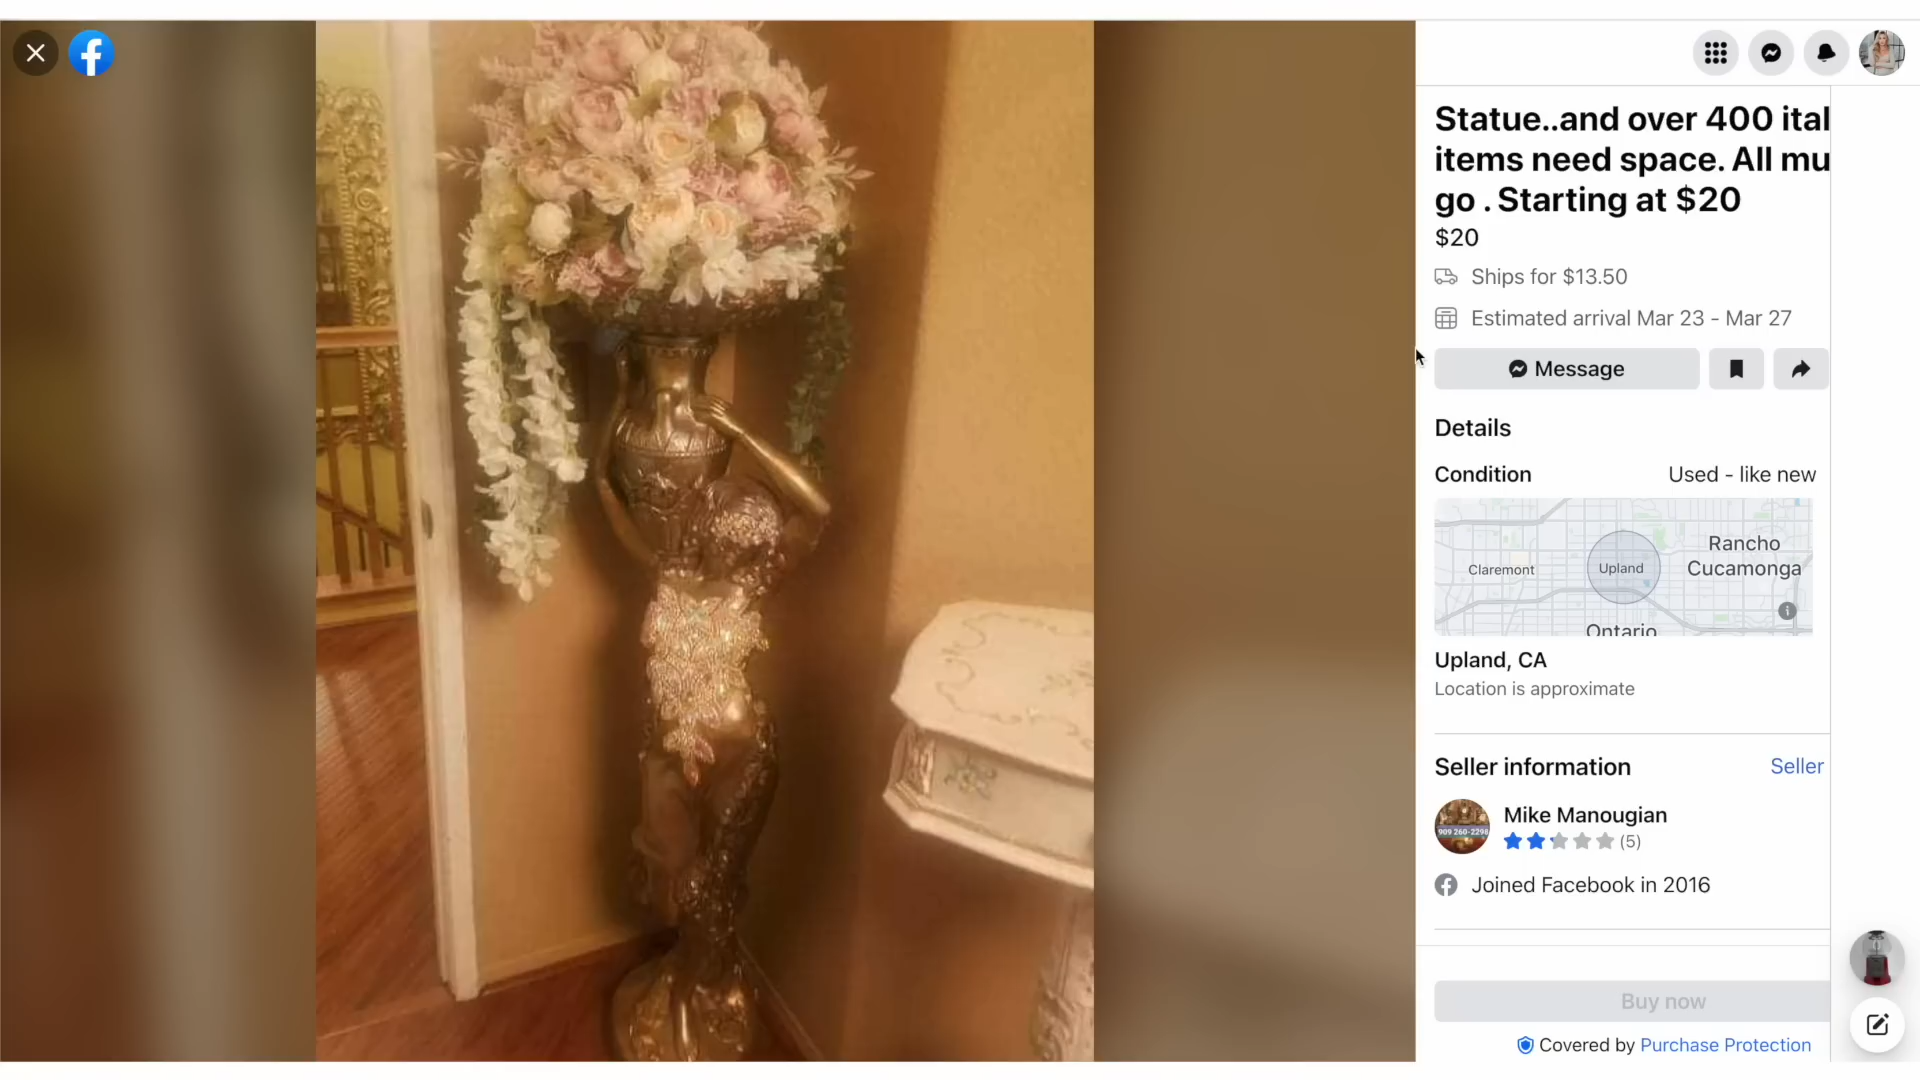 Statue..and over 400 ital
items need space. All mu
go . Starting at $20
$20
Ships for $13.50
Estimated arrival Mar 23 - Mar 27
Message
Details
Condition
Used - like new
Rancho
Cucamonga
Claremont
Upland
Ontario
Upland, CA
Location is approximate
Seller information
Seller
Mike Manougian
909 260-2298
(5)
Joined Facebook in 2016
Buy now
Covered by Purchase Protection